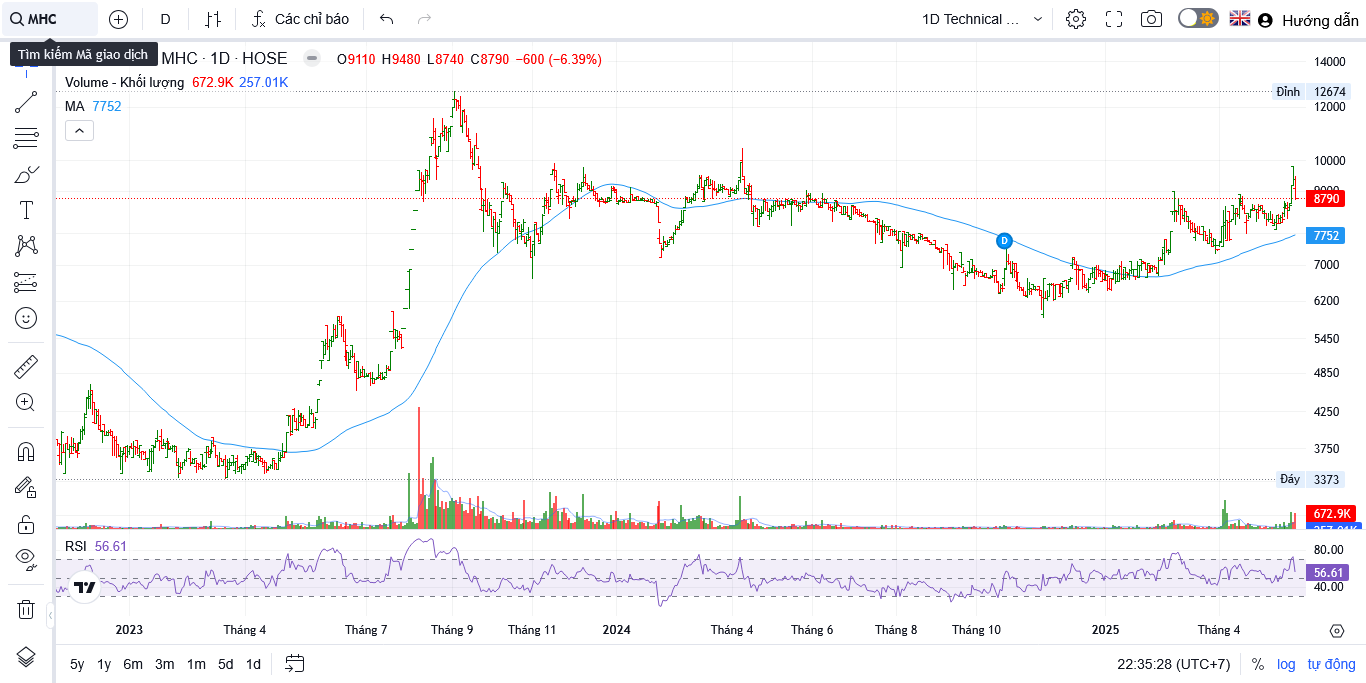 MHC
D
Các chỉ báo
1D Technical ...
Hướng dẫn
Tìm kiếm Mã giao dịch
MHC · 1D · HOSE
O9110 H9480 L8740 C8790 −600 (−6.39%)
Volume - Khối lượng 672.9K 257.01K
MA 7752
14000
Đỉnh 12674
12000
10000
9000
8790
7752
D
7000
6200
5450
4850
4250
3750
Đáy 3373
672.9K
257.01K
RSI 56.61
80.00
56.61
40.00
2023 Tháng 4 Tháng 7 Tháng 9 Tháng 11 2024 Tháng 4 Tháng 6 Tháng 8 Tháng 10 2025 Tháng 4
5y 1y 6m 3m 1m 5d 1d
22:35:28 (UTC+7) % log tự động